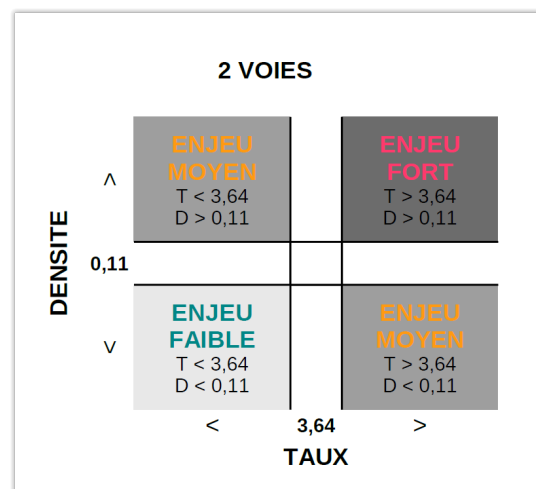 2 VOIES
ENJEU
MOYEN
T < 3,64
D > 0,11
ENJEU
FORT
T > 3,64
D > 0,11
>
DENSITE
0,11
<
ENJEU
FAIBLE
T < 3,64
D < 0,11
ENJEU
MOYEN
T > 3,64
D < 0,11
<
3,64
>
TAUX